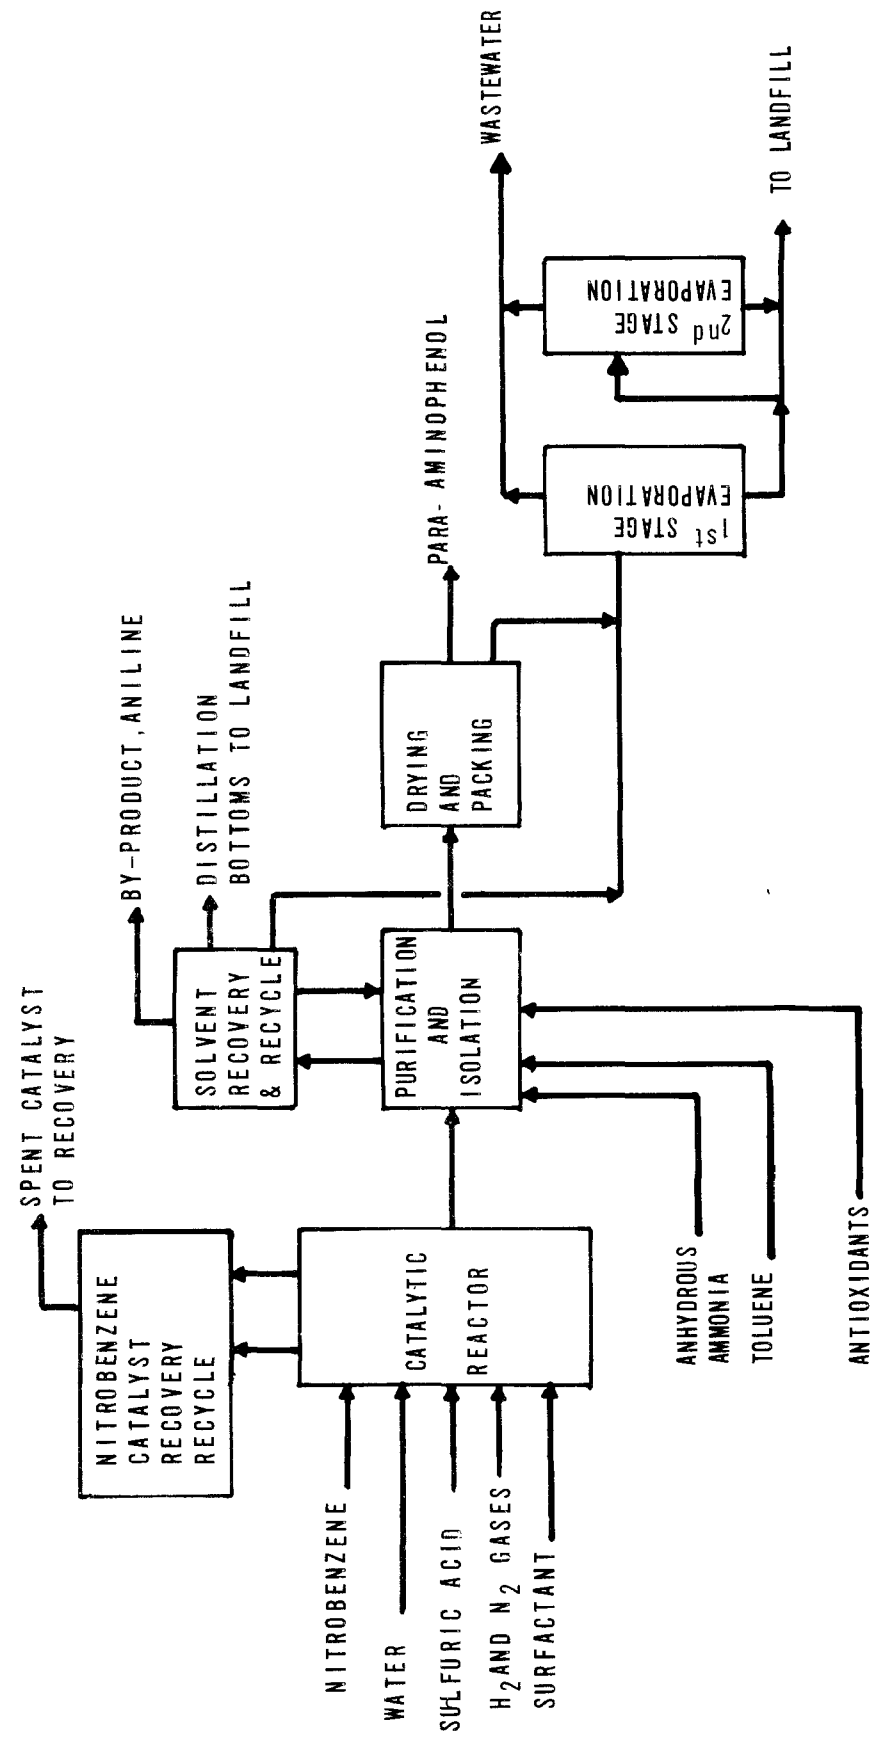 SPENT CATALYST
TO RECOVERY
NITROBENZENE
CATALYST
RECOVERY
RECYCLE
BY-PRODUCT, ANILINE
DISTILLATION
BOTTOMS TO LANDFILL
SOLVENT
RECOVERY
& RECYCLE
NITROBENZENE
WATER
SULFURIC ACID
H2 AND N2 GASES
SURFACTANT
CATALYTIC
REACTOR
PURIFICATION
AND
ISOLATION
DRYING
AND
PACKING
PARA- AMINOPHENOL
WASTEWATER
1st STAGE
EVAPORATION
2nd STAGE
EVAPORATION
TO LANDFILL
ANHYDROUS
AMMONIA
TOLUENE
ANTIOXIDANTS